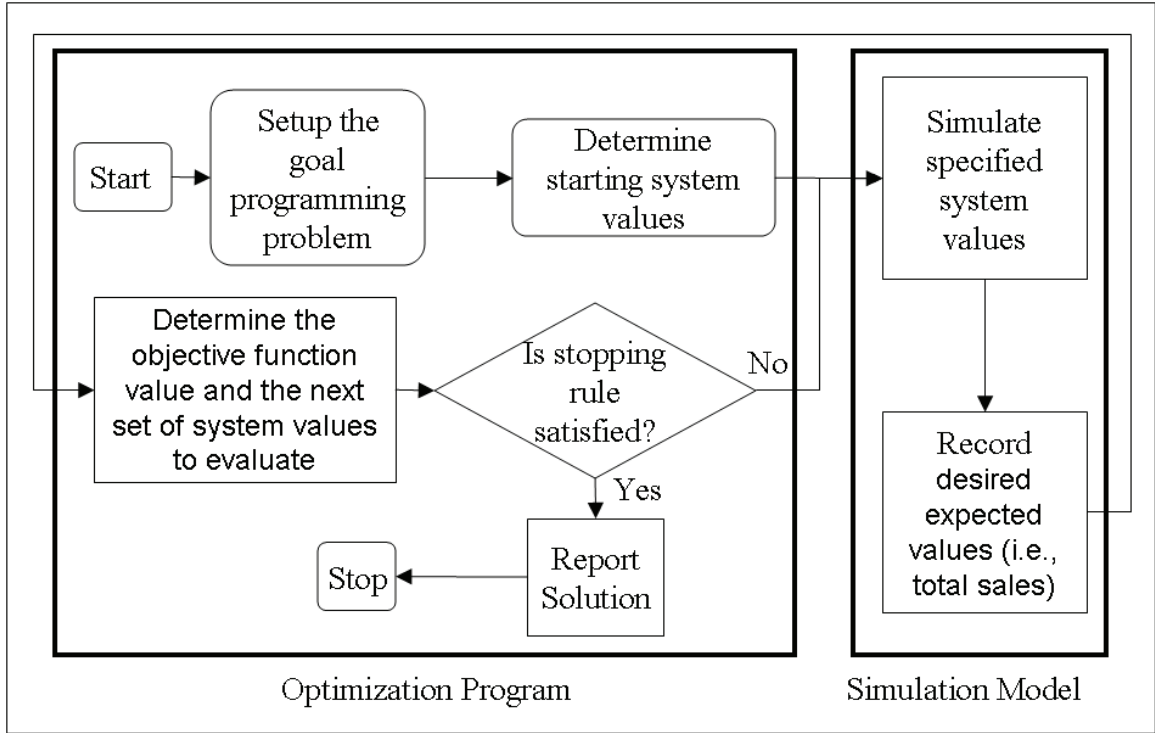 Start
Setup the
goal
programming
problem
Determine
starting system
values
Simulate
specified
system
values
Determine the
objective function
value and the next
set of system values
to evaluate
Is stopping
rule
satisfied?
No
Yes
Record
desired
expected
values (i.e.,
total sales)
Report
Solution
Stop
Optimization Program
Simulation Model